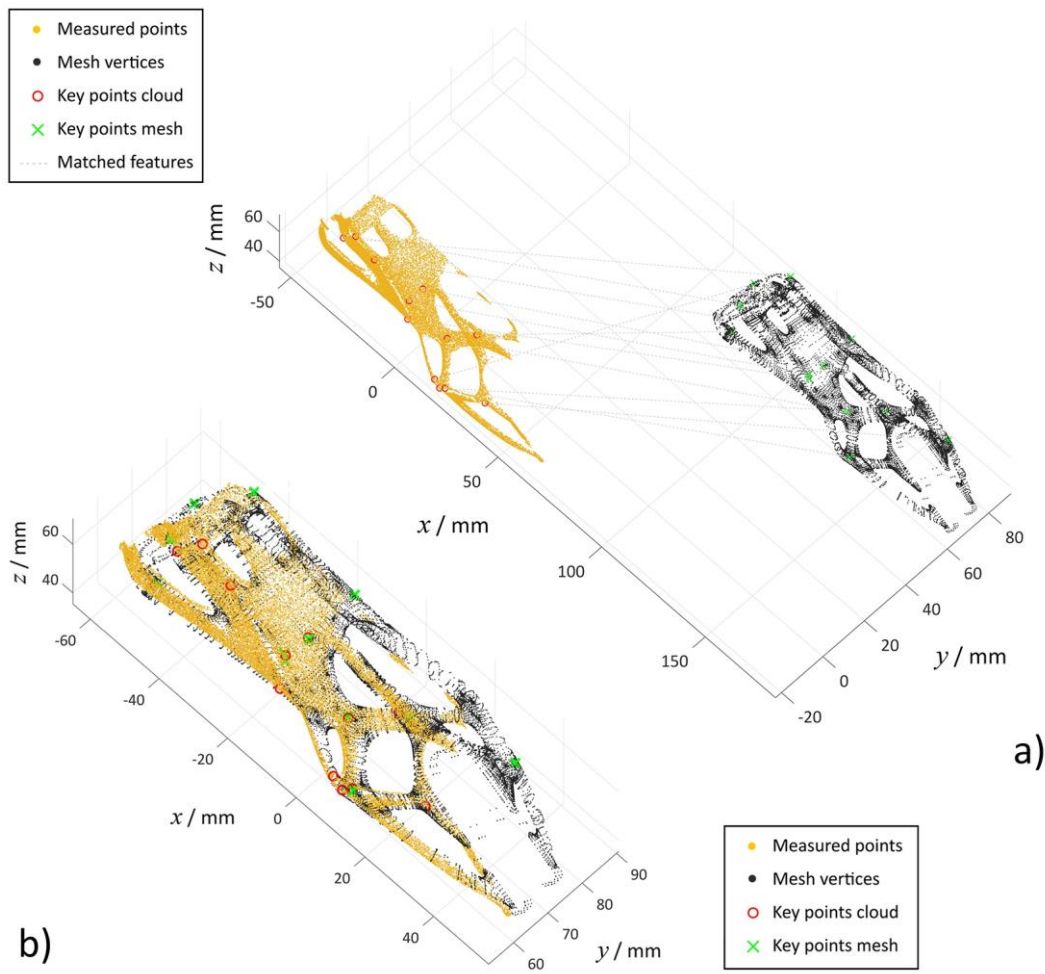 Measured points
Mesh vertices
Key points cloud
Key points mesh
Matched features
60
40
z / mm
-50
0
50
100
150
x / mm
-20
0
20
40
60
80
y / mm
a)
60
40
z / mm
-60
-40
-20
0
20
40
x / mm
60
70
80
90
y / mm
b)
Measured points
Mesh vertices
Key points cloud
Key points mesh